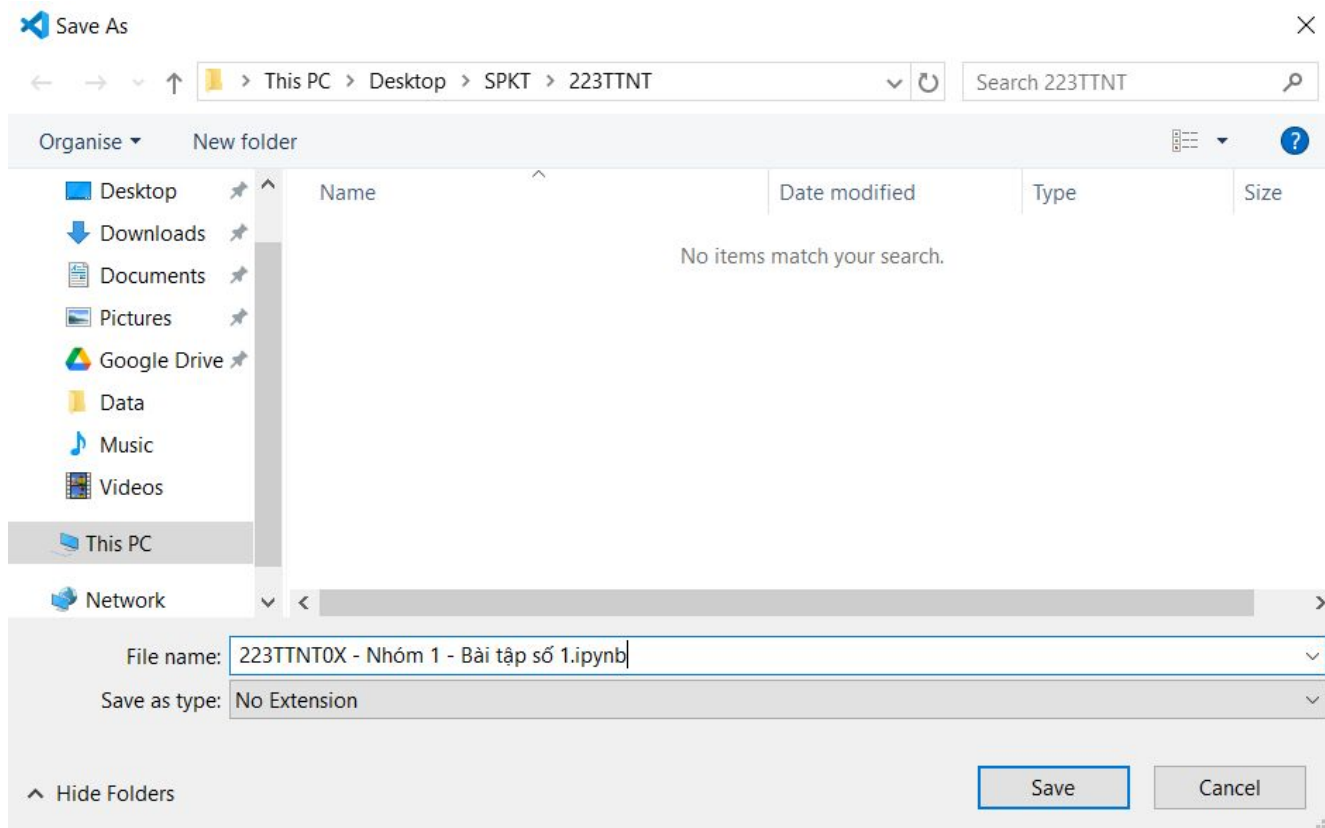 Save As
This PC > Desktop > SPKT > 223TTNT
Search 223TTNT
Organise
New folder
Name
Date modified
Type
Size
Desktop
Downloads
Documents
Pictures
Google Drive
Data
Music
Videos
This PC
Network
No items match your search.
File name: 223TTNT0X - Nhóm 1 - Bài tập số 1.ipynb
Save as type: No Extension
Hide Folders
Save
Cancel